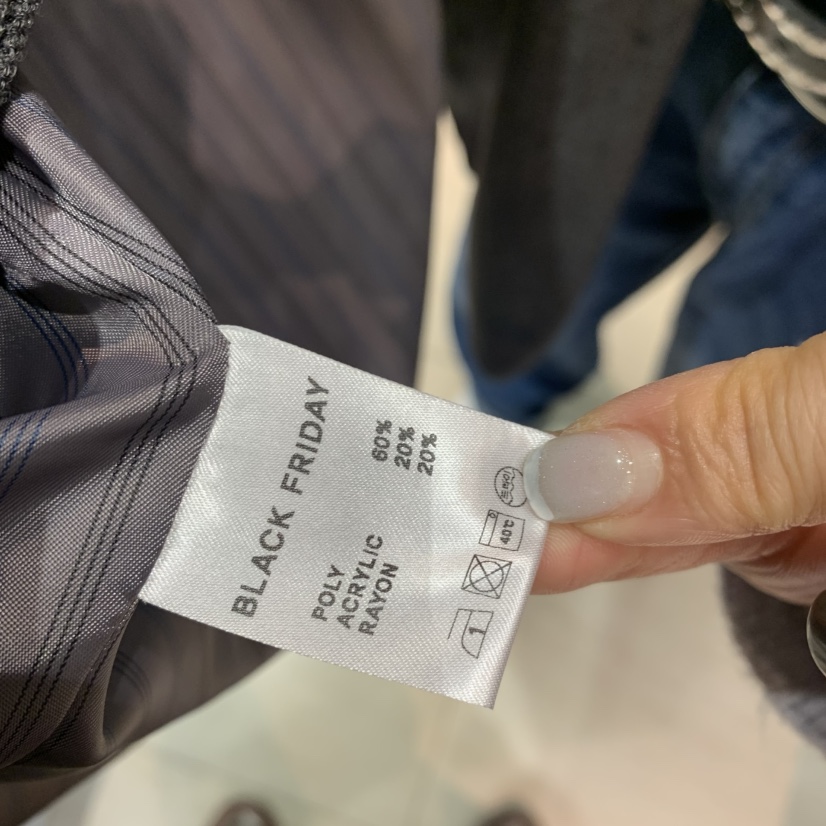 BLACK FRIDAY
POLY 60%
ACRYLIC 20%
RAYON 20%
1
40℃